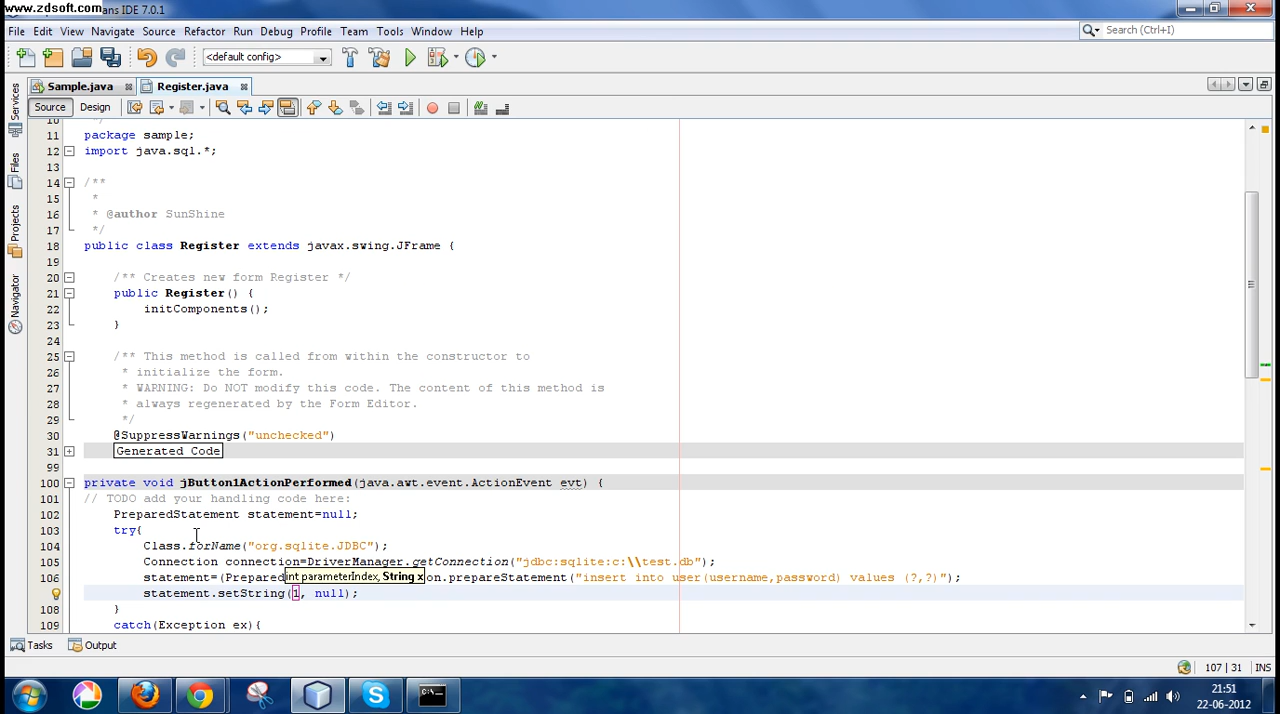 www.zdsoft.com
ans IDE 7.0.1
File Edit View Navigate Source Refactor Run Debug Profile Team Tools Window Help
Search (Ctrl+I)
<default config>
Sample.java
Register.java
Source Design
Services
Files
Projects
Navigator
10 */
11 package sample;
12 import java.sql.*;
13
14 /**
15 *
16 * @author SunShine
17 */
18 public class Register extends javax.swing.JFrame {
19
20 /** Creates new form Register */
21 public Register() {
22 initComponents();
23 }
24
25 /** This method is called from within the constructor to
26 * initialize the form.
27 * WARNING: Do NOT modify this code. The content of this method is
28 * always regenerated by the Form Editor.
29 */
30 @SuppressWarnings("unchecked")
31 Generated Code
99
100 private void jButton1ActionPerformed(java.awt.event.ActionEvent evt) {
101 // TODO add your handling code here:
102 PreparedStatement statement=null;
103 try{
104 Class.forName("org.sqlite.JDBC");
105 Connection connection=DriverManager.getConnection("jdbc:sqlite:c:\\test.db");
106 statement=(Prepared on.prepareStatement("insert into user(username,password) values (?,?)");
int parameterIndex, String x
statement.setString(1, null);
108 }
109 catch(Exception ex){
Tasks Output
107 | 31 INS
21:51
22-06-2012